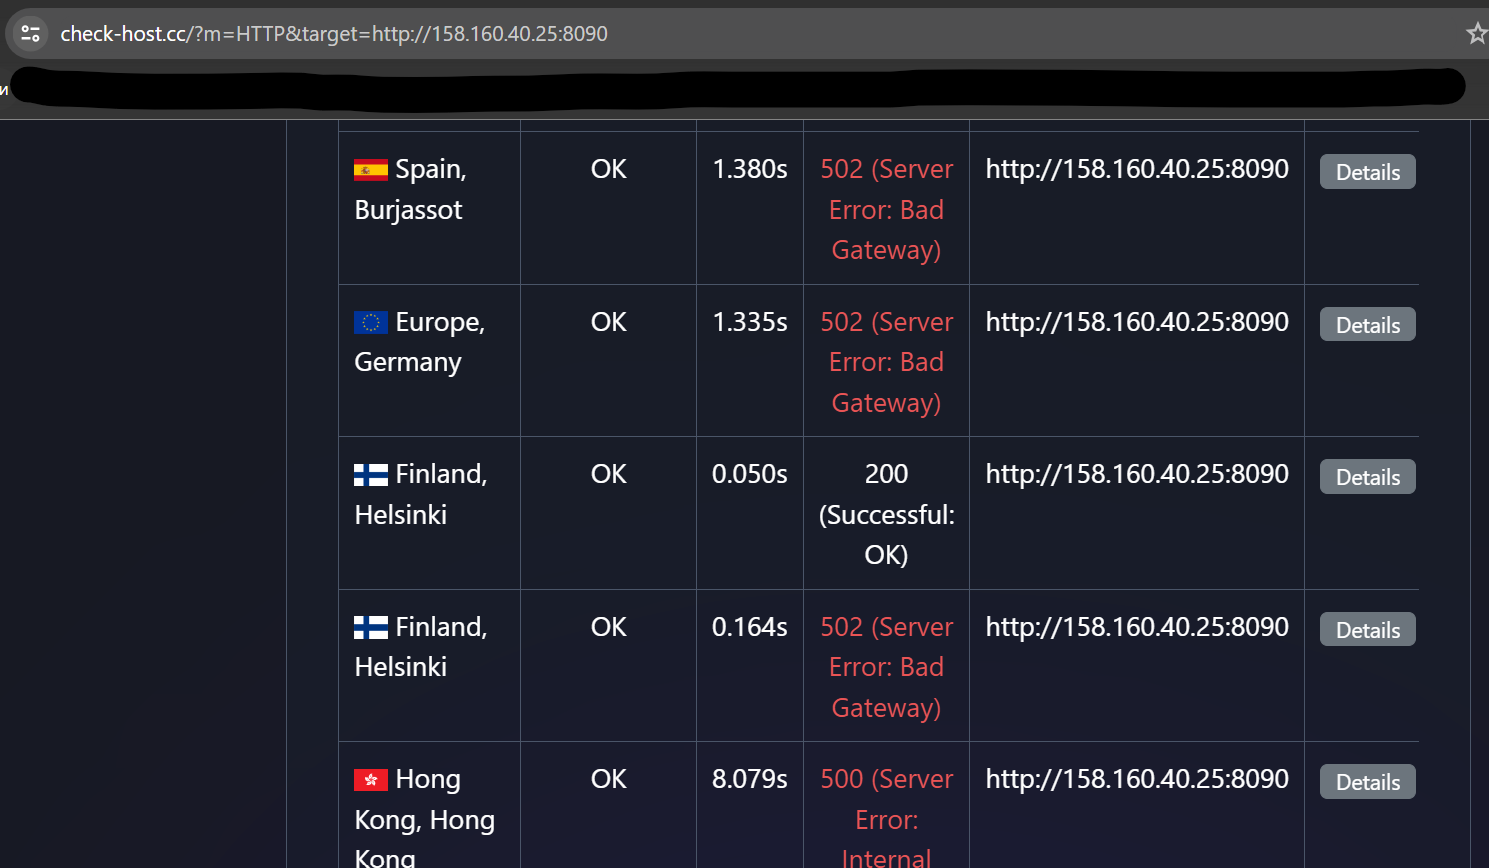 check-host.cc/?m=HTTP&target=http://158.160.40.25:8090
и
Spain, OK 1.380s 502 (Server http://158.160.40.25:8090 Details
Burjassot Error: Bad
Gateway)
Europe, OK 1.335s 502 (Server http://158.160.40.25:8090 Details
Germany Error: Bad
Gateway)
Finland, OK 0.050s 200 http://158.160.40.25:8090 Details
Helsinki (Successful:
OK)
Finland, OK 0.164s 502 (Server http://158.160.40.25:8090 Details
Helsinki Error: Bad
Gateway)
Hong OK 8.079s 500 (Server http://158.160.40.25:8090 Details
Kong, Hong Error:
Kong Internal